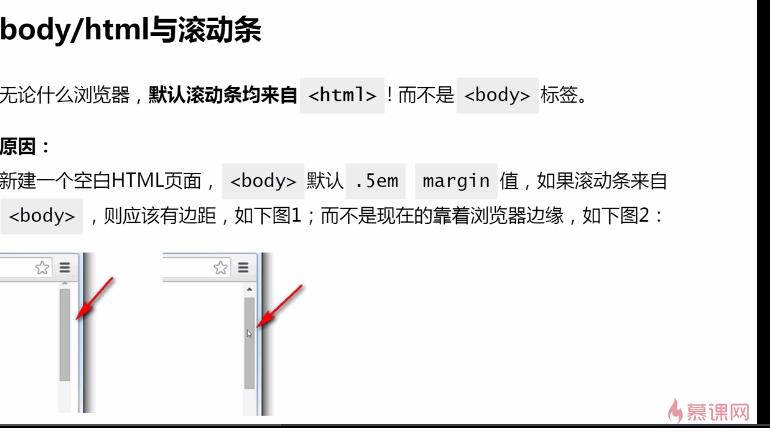 body/html与滚动条
无论什么浏览器，默认滚动条均来自 <html> ! 而不是 <body> 标签。
原因：
新建一个空白HTML页面， <body> 默认 .5em margin 值，如果滚动条来自
<body> ，则应该有边距，如下图1；而不是现在的靠着浏览器边缘，如下图2：
慕课网